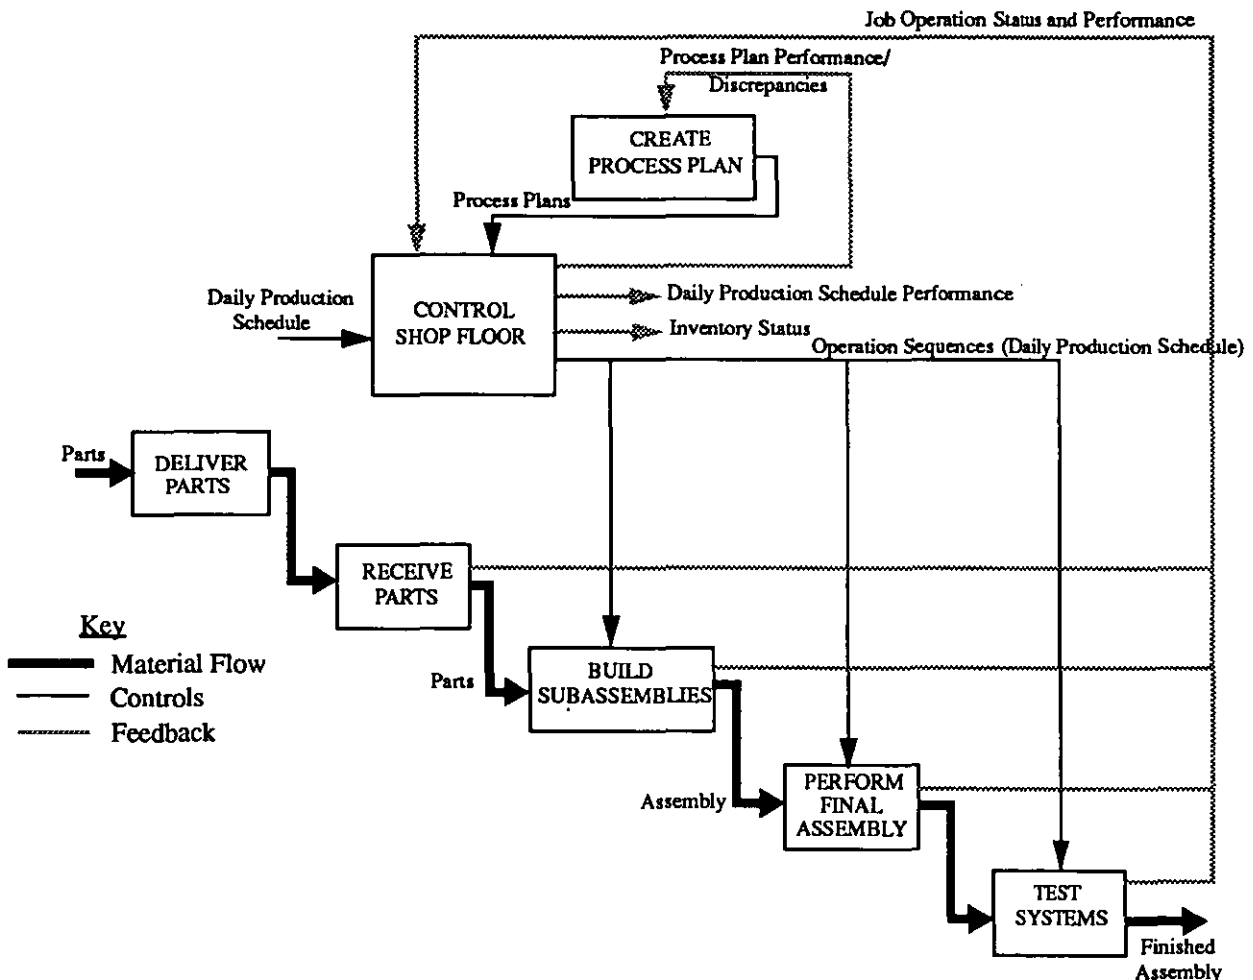 Job Operation Status and Performance
Process Plan Performance/
Discrepancies
CREATE
PROCESS PLAN
Process Plans
Daily Production
Schedule
CONTROL
SHOP FLOOR
Daily Production Schedule Performance
Inventory Status
Operation Sequences (Daily Production Schedule)
Parts
DELIVER
PARTS
RECEIVE
PARTS
Key
Material Flow
Controls
Feedback
Parts
BUILD
SUBASSEMBLIES
Assembly
PERFORM
FINAL
ASSEMBLY
TEST
SYSTEMS
Finished
Assembly